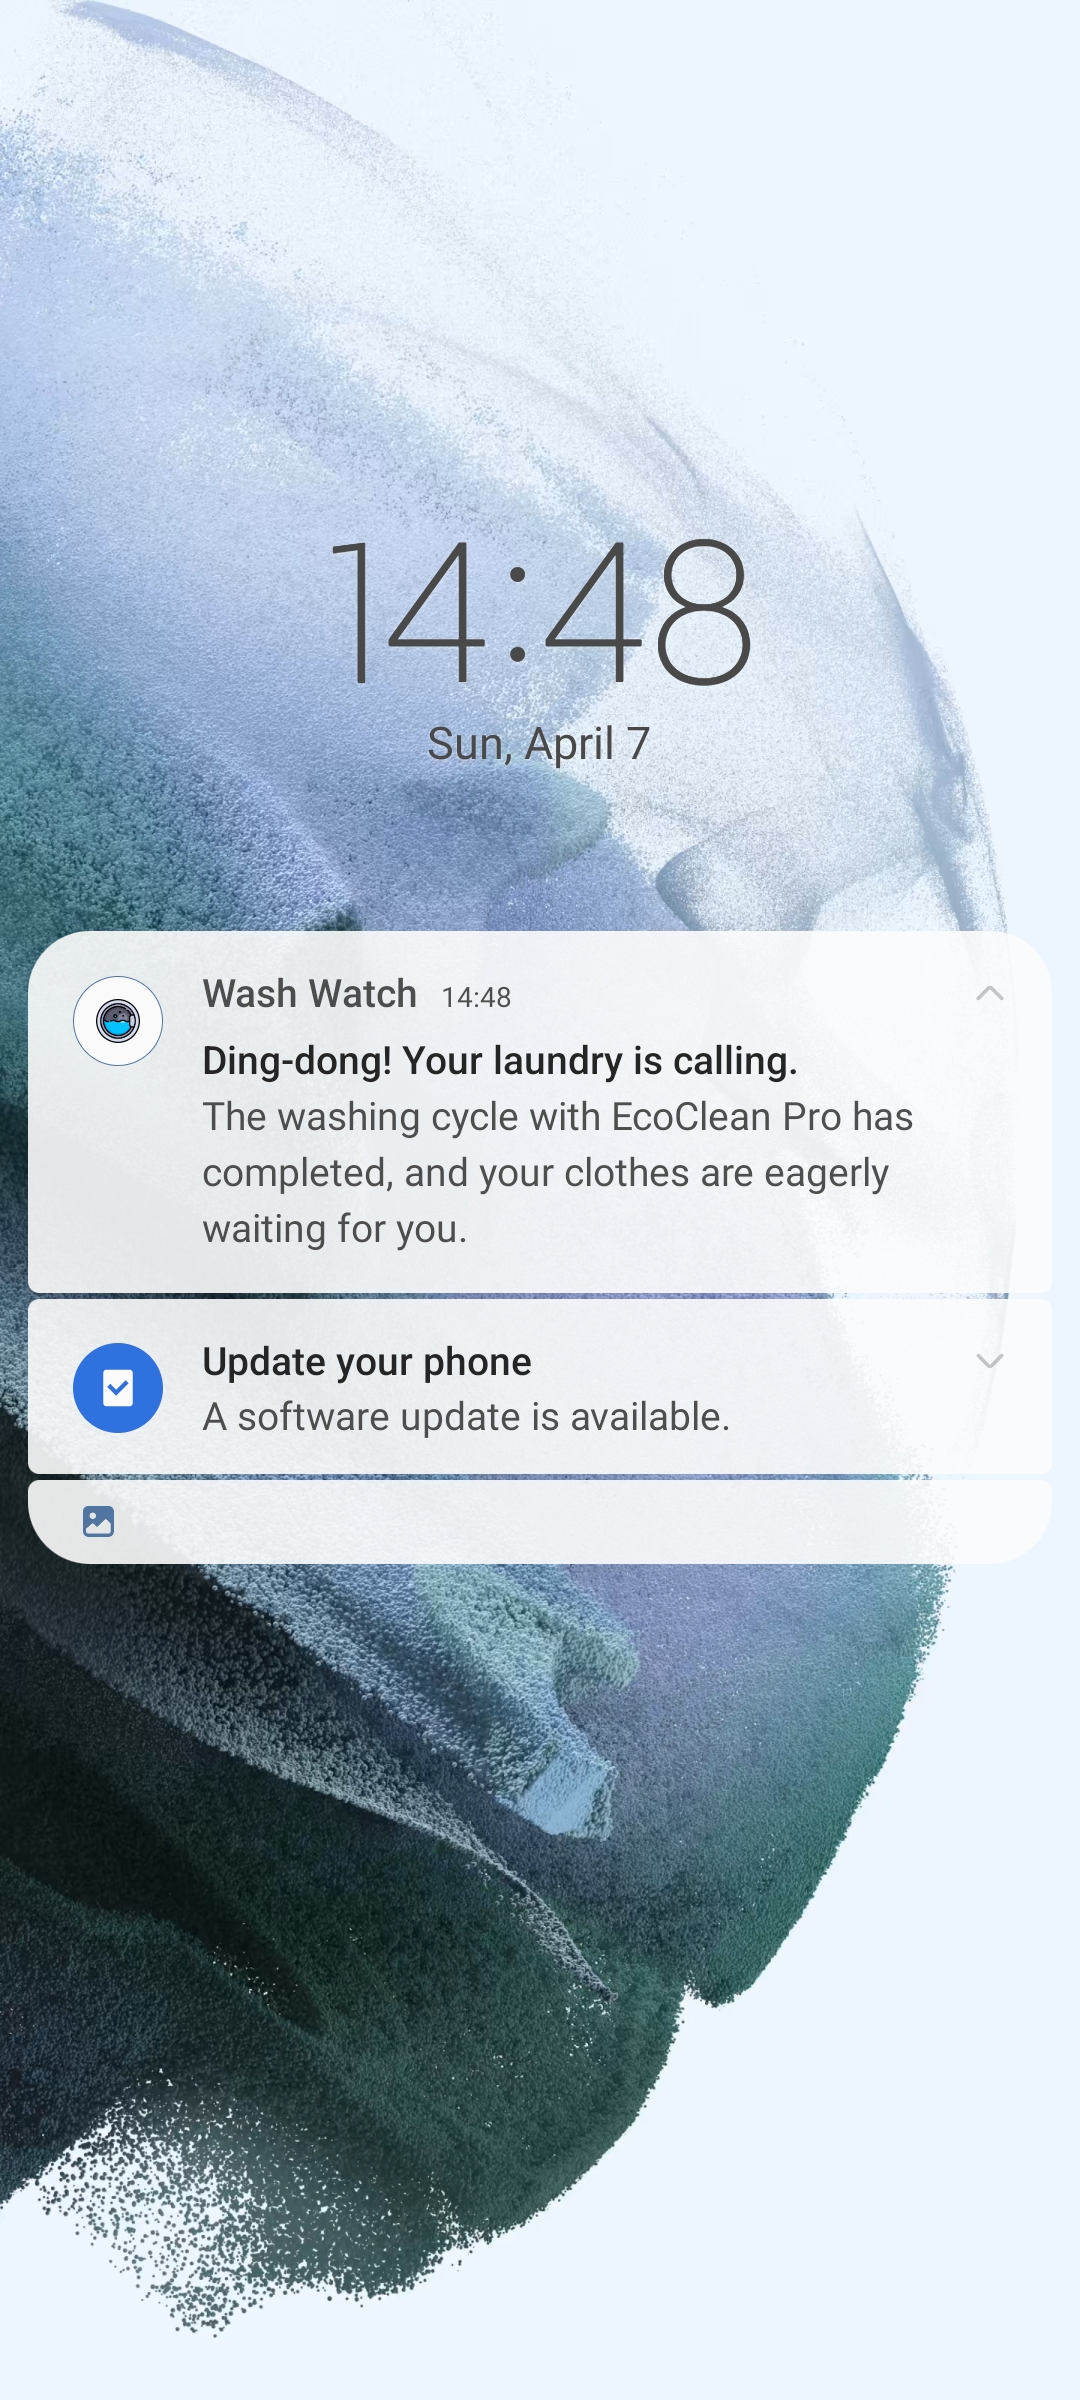 14:48
Sun, April 7
Wash Watch 14:48
Ding-dong! Your laundry is calling.
The washing cycle with EcoClean Pro has
completed, and your clothes are eagerly
waiting for you.
Update your phone
A software update is available.